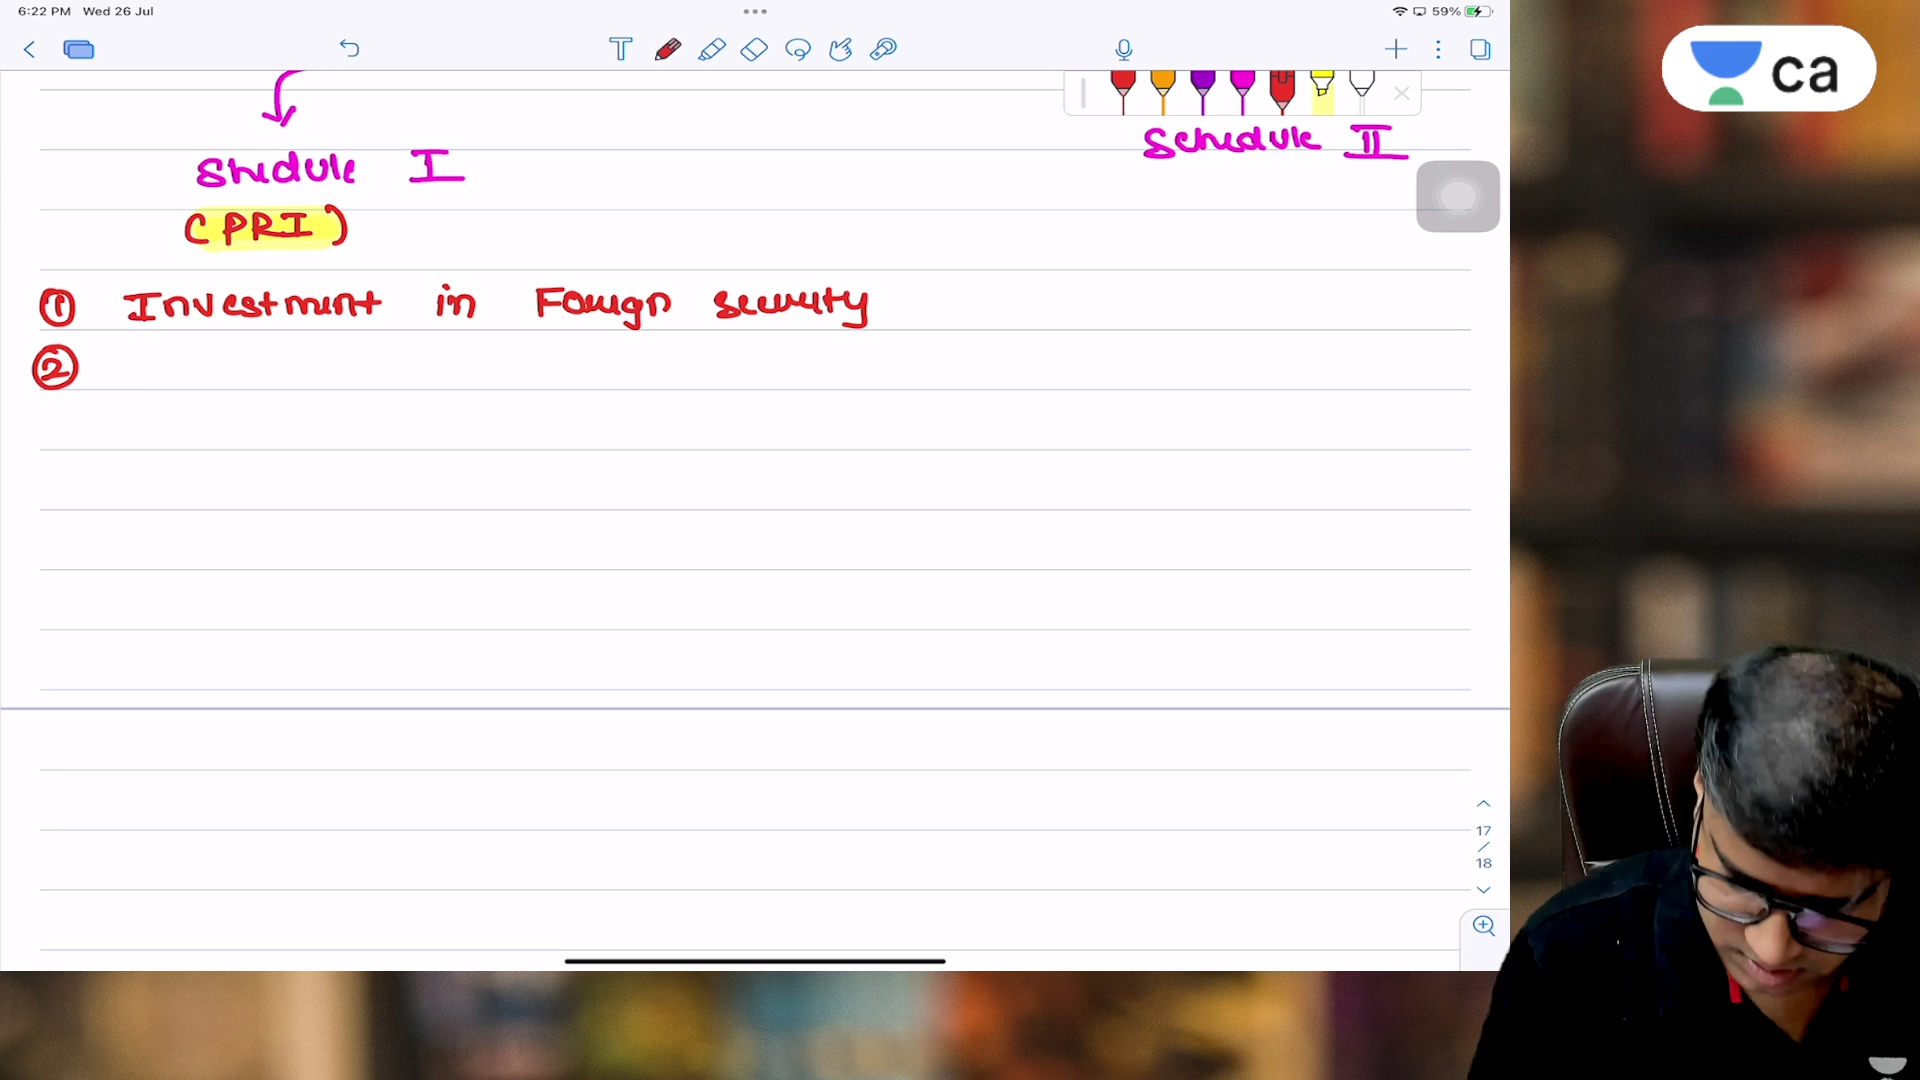 6:22 PM Wed 26 Jul
59%
ca
T
Schedule II
Shedule I
(PRI)
① Investment in Foreign security
②
17
/
18